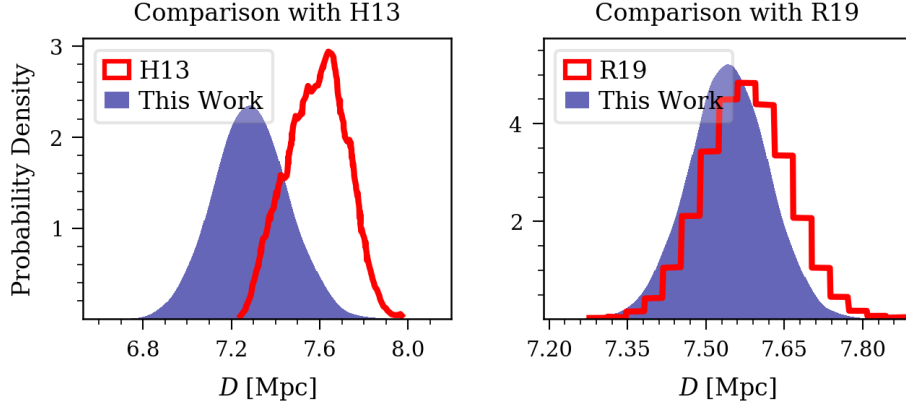 Comparison with H13
3
2
1
Probability Density
H13
This Work
6.8 7.2 7.6 8.0
D [Mpc]
Comparison with R19
4
2
R19
This Work
7.20 7.35 7.50 7.65 7.80
D [Mpc]